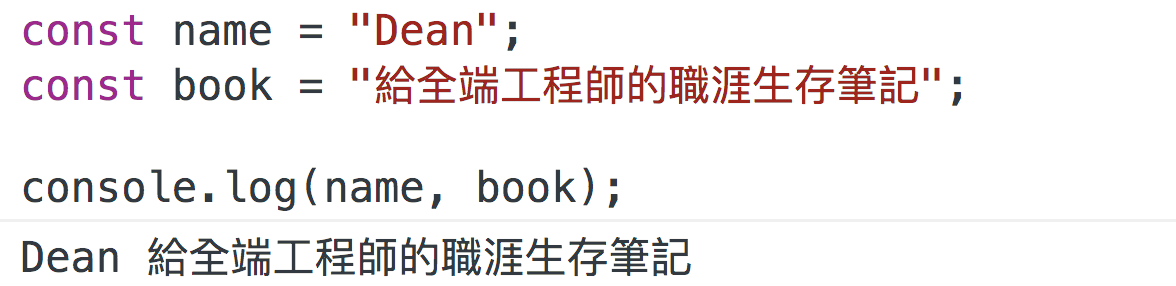 const name = "Dean";
const book = "給全端工程師的職涯生存筆記";
console.log(name, book);
Dean 給全端工程師的職涯生存筆記